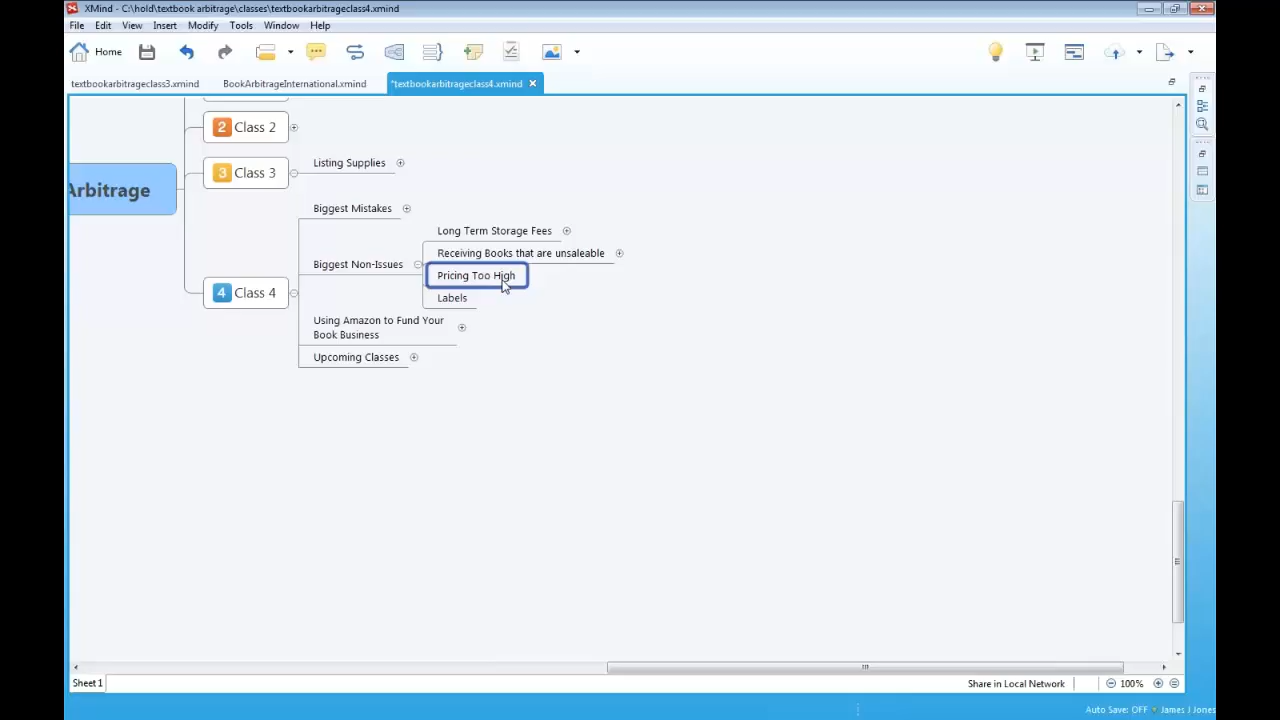 XMind - C:\hold\textbook arbitrage\classes\textbookarbitrageclass4.xmind
File Edit View Insert Modify Tools Window Help
Home
textbookarbitrageclass3.xmind BookArbitrageInternational.xmind *textbookarbitrageclass4.xmind
2 Class 2
3 Class 3
Listing Supplies
Arbitrage
Biggest Mistakes
Long Term Storage Fees
Receiving Books that are unsaleable
Biggest Non-Issues
Pricing Too High
4 Class 4
Labels
Using Amazon to Fund Your
Book Business
Upcoming Classes
Sheet 1 Share in Local Network 100%
Auto Save: OFF James J Jones